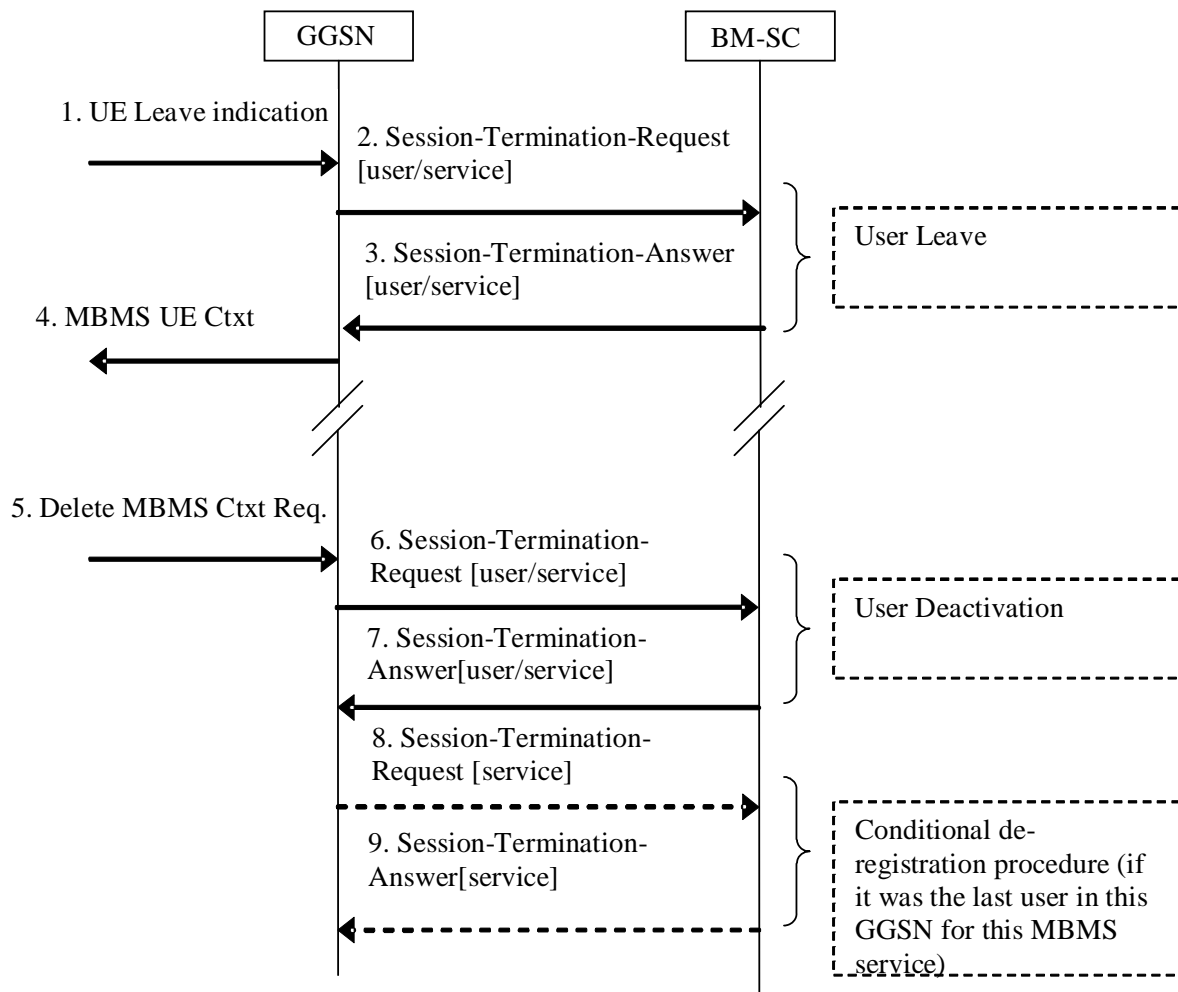 GGSN
BM-SC
1. UE Leave indication
2. Session-Termination-Request
[user/service]
3. Session-Termination-Answer
[user/service]
User Leave
4. MBMS UE Ctxt
5. Delete MBMS Ctxt Req.
6. Session-Termination-
Request [user/service]
User Deactivation
7. Session-Termination-
Answer[user/service]
8. Session-Termination-
Request [service]
9. Session-Termination-
Answer[service]
Conditional de-
registration procedure (if
it was the last user in this
GGSN for this MBMS
service)